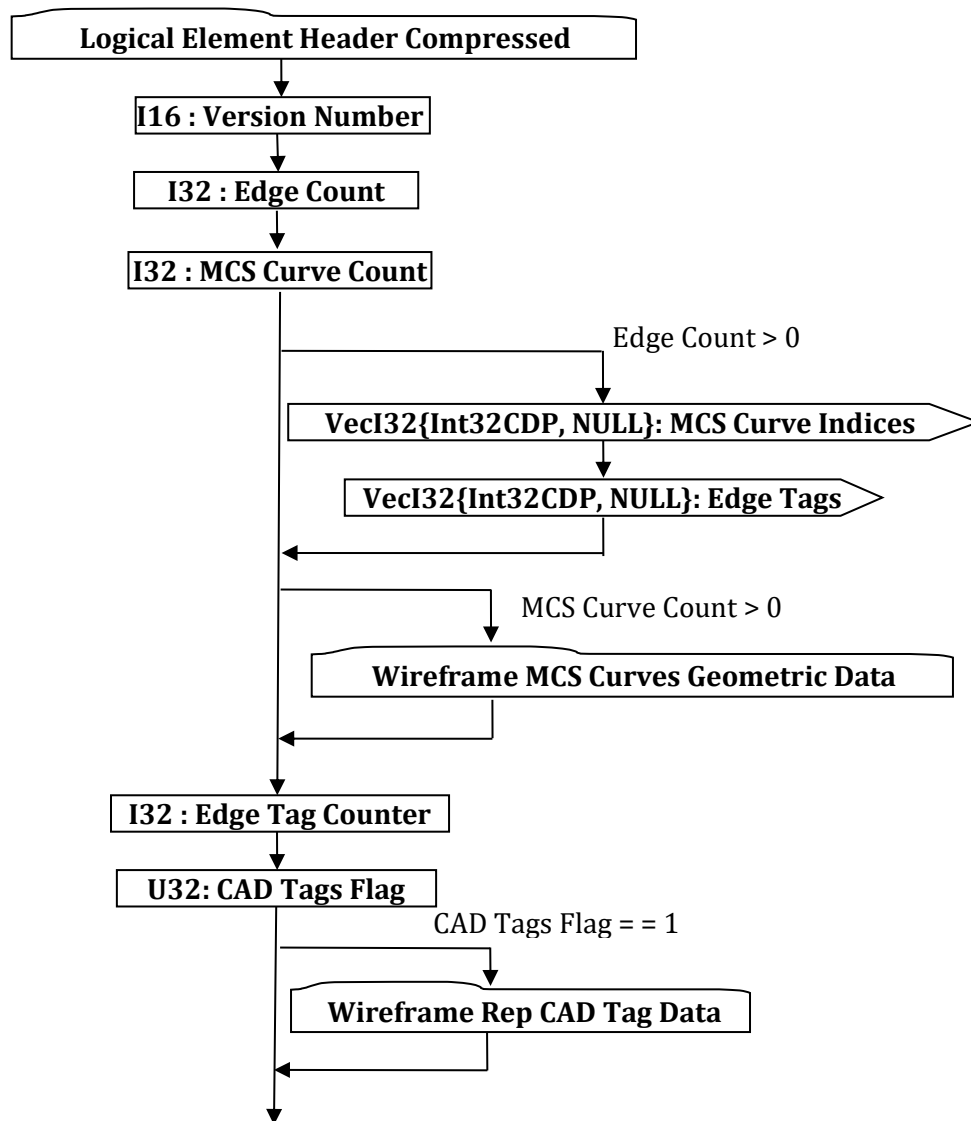 Logical Element Header Compressed
I16 : Version Number
I32 : Edge Count
I32 : MCS Curve Count
Edge Count > 0
VecI32{Int32CDP, NULL}: MCS Curve Indices
VecI32{Int32CDP, NULL}: Edge Tags
MCS Curve Count > 0
Wireframe MCS Curves Geometric Data
I32 : Edge Tag Counter
U32: CAD Tags Flag
CAD Tags Flag = = 1
Wireframe Rep CAD Tag Data